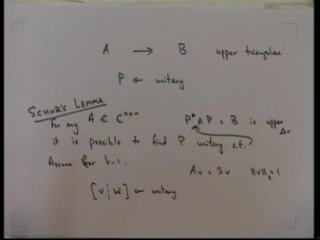 A → B upper triangular
P ← unitary
SCHUR'S LEMMA
For any A ∈ C^{n×n} P*AP = B is upper Δr
it is possible to find P unitary s.t.
Assume for k-1. Av = λv ||v||₂ = 1
[v | W] ← unitary